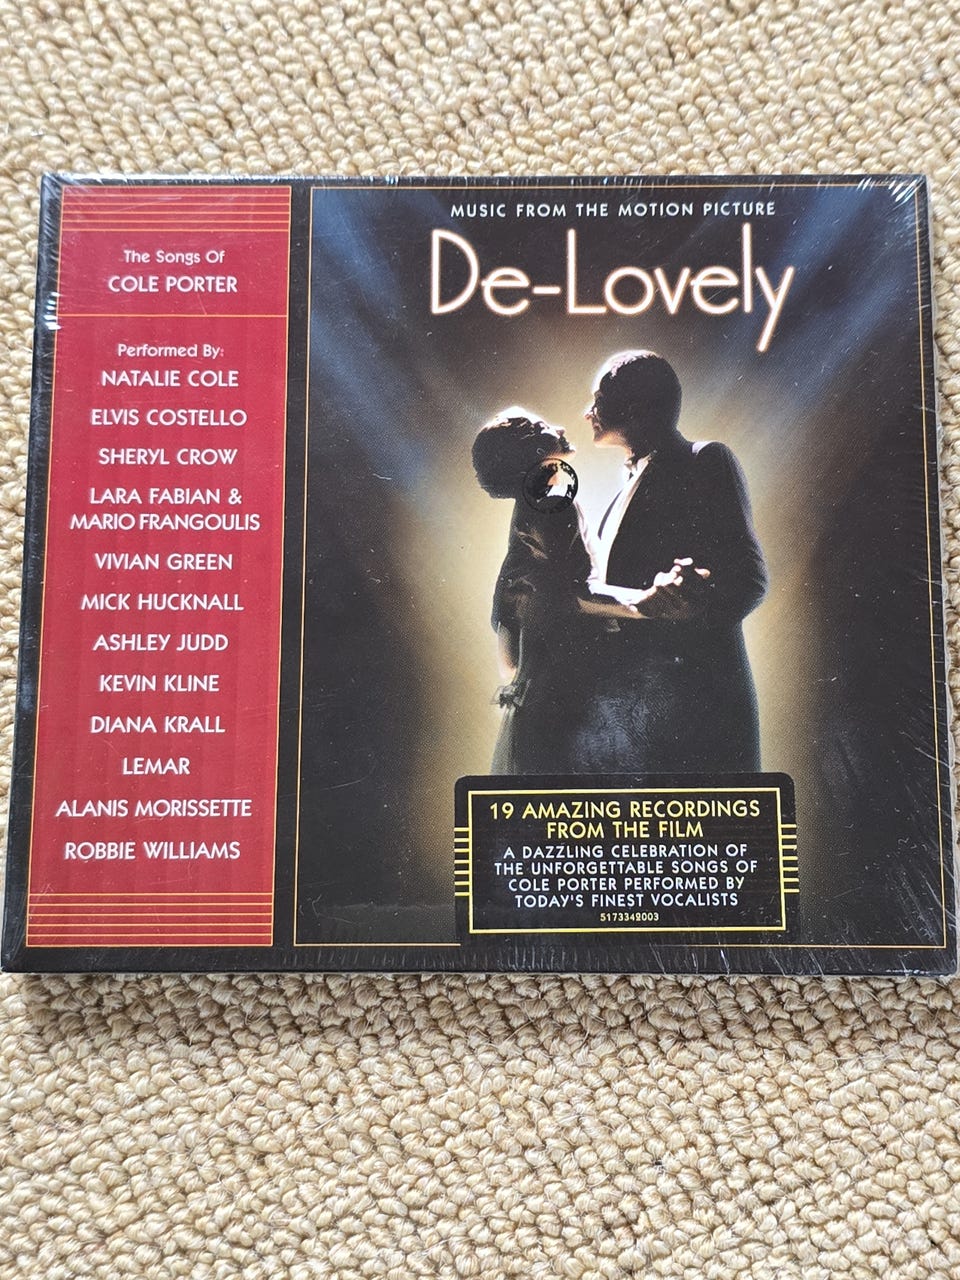 The Songs Of
COLE PORTER
Performed By:
NATALIE COLE
ELVIS COSTELLO
SHERYL CROW
LARA FABIAN &
MARIO FRANGOULIS
VIVIAN GREEN
MICK HUCKNALL
ASHLEY JUDD
KEVIN KLINE
DIANA KRALL
LEMAR
ALANIS MORISSETTE
ROBBIE WILLIAMS
MUSIC FROM THE MOTION PICTURE
De-Lovely
19 AMAZING RECORDINGS
FROM THE FILM
A DAZZLING CELEBRATION OF
THE UNFORGETTABLE SONGS OF
COLE PORTER PERFORMED BY
TODAY'S FINEST VOCALISTS
5173342003